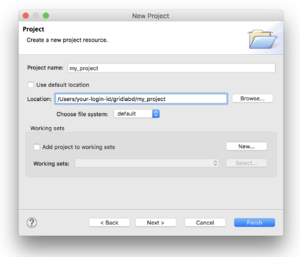 New Project
Project
Create a new project resource.
Project name: my_project
Use default location
Location: /Users/your-login-id/gridlabd/my_project Browse...
Choose file system: default
Working sets
Add project to working sets New...
Working sets: Select...
? < Back Next > Cancel Finish